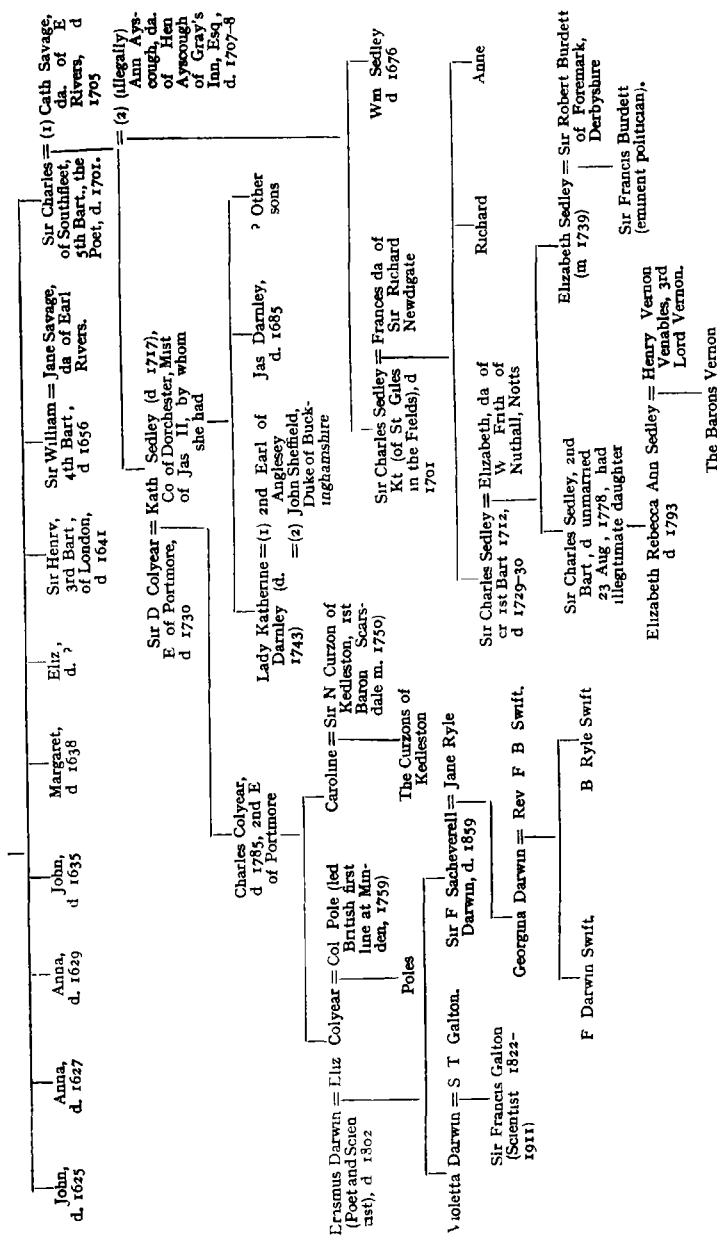 John,
d. 1625
Anna,
d. 1627
Anna,
d. 1629
John,
d 1635
Margaret,
d 1638
Eliz,
d. ?
Sir Henry,
3rd Bart,
of London,
d 1641
Sir William = Jane Savage,
4th Bart, da of Earl
d 1656 Rivers.
Sir Charles = (1) Cath Savage,
of Southfleet, da. of E
5th Bart., the Rivers, d
Poet, d. 1701. 1705
= (2) (illegally)
Ann Ays-
cough, da.
of Hen
Ayscough
of Gray's
Inn, Esq,
d. 1707-8
Sir D Colyear = Kath Sedley (d 1717),
E of Portmore, Co of Dorchester, Mist
d 1730 of Jas II, by whom
she had
Wm Sedley
d 1676
Lady Katherine = (1) 2nd Earl of
Darnley (d. Anglesey
1743) = (2) John Sheffield,
Duke of Buck-
inghamshire
Jas Darnley,
d. 1685
? Other
sons
Charles Colyear,
d 1785, 2nd E
of Portmore
Sir Charles Sedley = Frances da of
Kt (of St Giles Sir Richard
in the Fields), d Newdigate
1701
Caroline = Sir N Curzon of
Kedleston, 1st
Baron Scars-
dale m. 1750)
The Curzons of
Kedleston
Sir Charles Sedley = Elizabeth, da of
cr 1st Bart 1712, W Frith of
d 1729-30 Nuthall, Notts
Richard
Anne
Erasmus Darwin = Eliz Colyear = Col Pole (led
(Poet and Scien British first
tist), d 1802 line at Min-
den, 1759)
Poles
Sir Charles Sedley, 2nd
Bart, d unmarried
23 Aug, 1778, had
illegitimate daughter
Elizabeth Sedley = Sir Robert Burdett
(m 1739) of Foremark,
Derbyshire
Sir Francis Burdett
(eminent politician).
Violetta Darwin = S T Galton.
Sir F Sacheverell = Jane Ryle
Darwin, d. 1859
Elizabeth Rebecca Ann Sedley = Henry Vernon
d 1793 Venables, 3rd
Lord Vernon.
The Barons Vernon
Sir Francis Galton
(Scientist 1822-
1911)
Georgina Darwin = Rev F B Swift.
F Darwin Swift.
B Ryle Swift